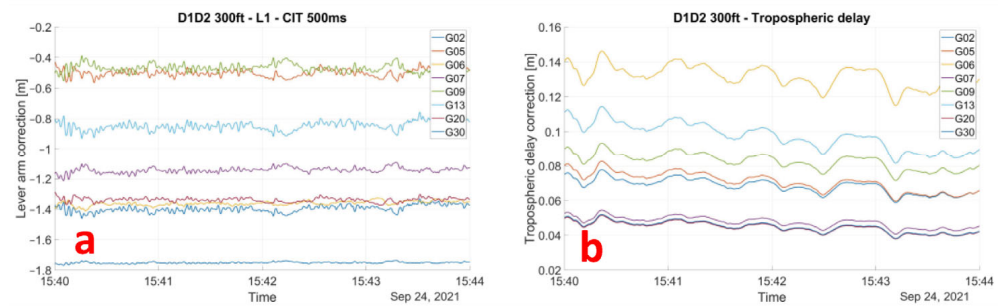 D1D2 300ft - L1 - CIT 500ms
Lever arm correction [m]
-0.2
-0.4
-0.6
-0.8
-1
-1.2
-1.4
-1.6
-1.8
15:40
15:41
15:42
15:43
15:44
Time
Sep 24, 2021
G02
G05
G06
G07
G09
G13
G20
G30
a
D1D2 300ft - Tropospheric delay
Tropospheric delay correction [m]
0.16
0.14
0.12
0.1
0.08
0.06
0.04
0.02
15:40
15:41
15:42
15:43
15:44
Time
Sep 24, 2021
G02
G05
G06
G07
G09
G13
G20
G30
b